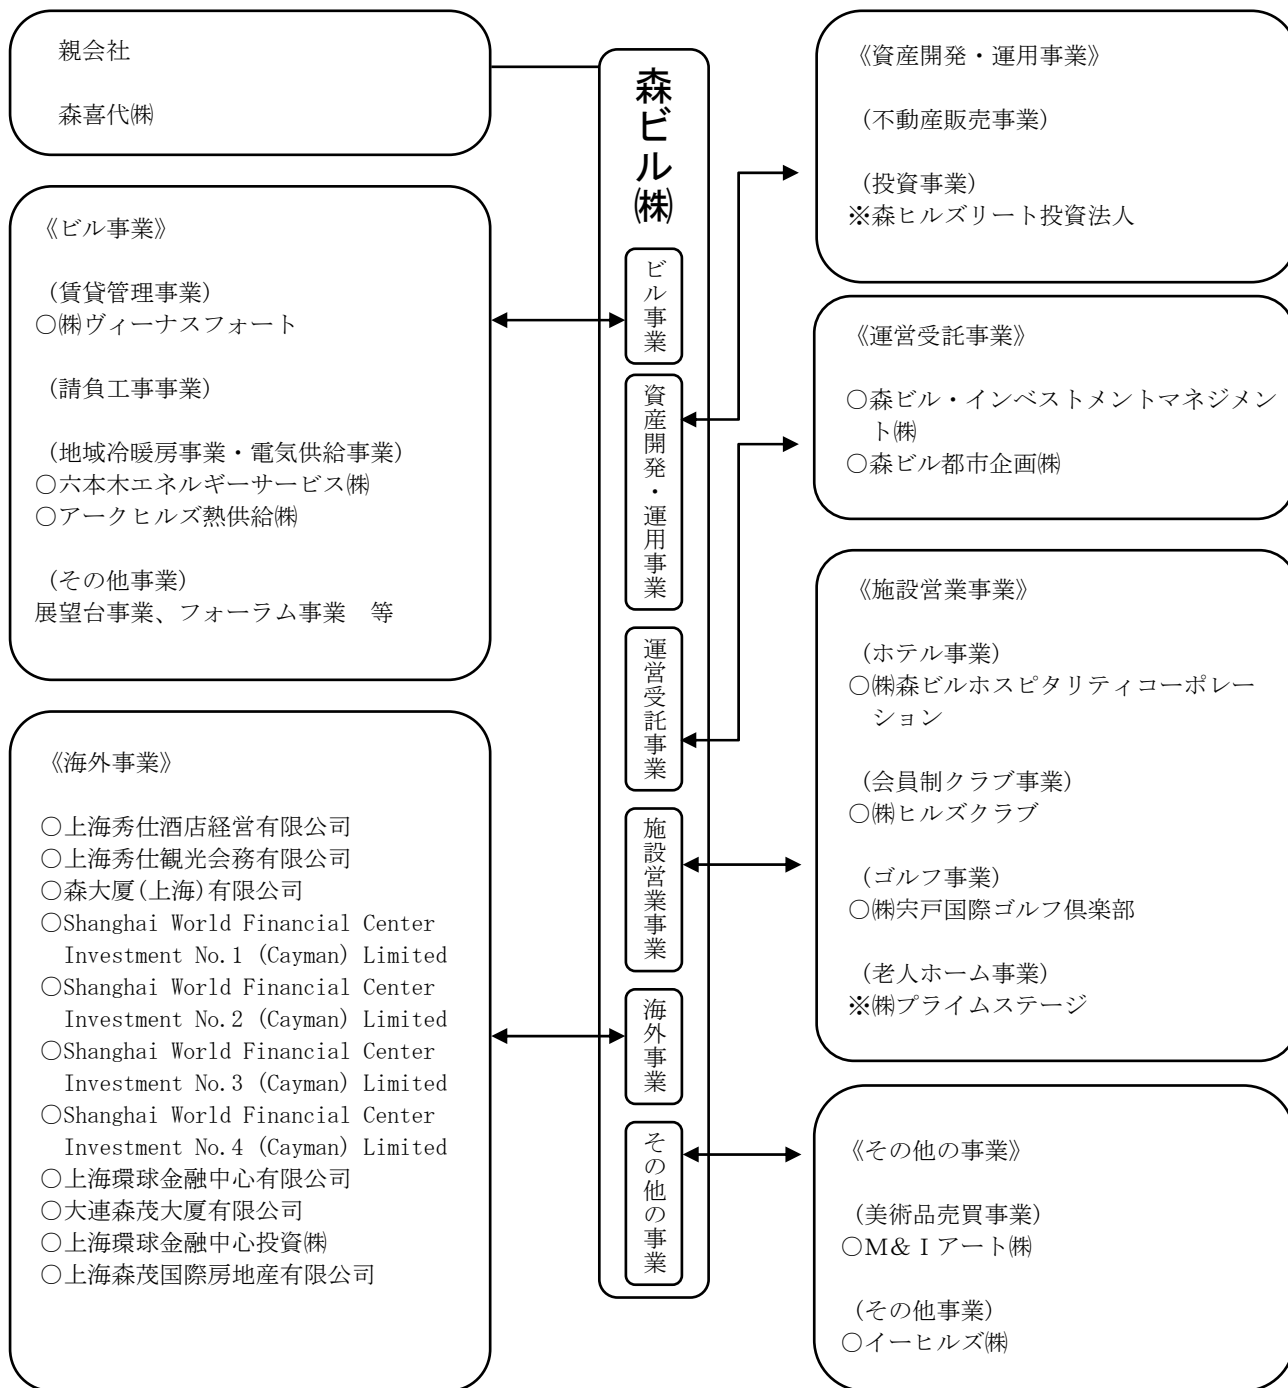 親会社
森喜代㈱
《ビル事業》
(賃貸管理事業)
○㈱ヴィーナスフォート
(請負工事事業)
(地域冷暖房事業・電気供給事業)
○六本木エネルギーサービス㈱
○アークヒルズ熱供給㈱
(その他事業)
展望台事業、フォーラム事業　等
《海外事業》
○上海秀仕酒店経営有限公司
○上海秀仕観光会務有限公司
○森大厦(上海)有限公司
○Shanghai World Financial Center
Investment No.1 (Cayman) Limited
○Shanghai World Financial Center
Investment No.2 (Cayman) Limited
○Shanghai World Financial Center
Investment No.3 (Cayman) Limited
○Shanghai World Financial Center
Investment No.4 (Cayman) Limited
○上海環球金融中心有限公司
○大連森茂大厦有限公司
○上海環球金融中心投資㈱
○上海森茂国際房地産有限公司
森ビル㈱
ビル事業
資産開発・運用事業
運営受託事業
施設営業事業
海外事業
その他の事業
《資産開発・運用事業》
(不動産販売事業)
(投資事業)
※森ヒルズリート投資法人
《運営受託事業》
○森ビル・インベストメントマネジメン
ト㈱
○森ビル都市企画㈱
《施設営業事業》
(ホテル事業)
○㈱森ビルホスピタリティコーポレー
ション
(会員制クラブ事業)
○㈱ヒルズクラブ
(ゴルフ事業)
○㈱宍戸国際ゴルフ倶楽部
(老人ホーム事業)
※㈱プライムステージ
《その他の事業》
(美術品売買事業)
○Ｍ＆Ｉアート㈱
(その他事業)
○イーヒルズ㈱